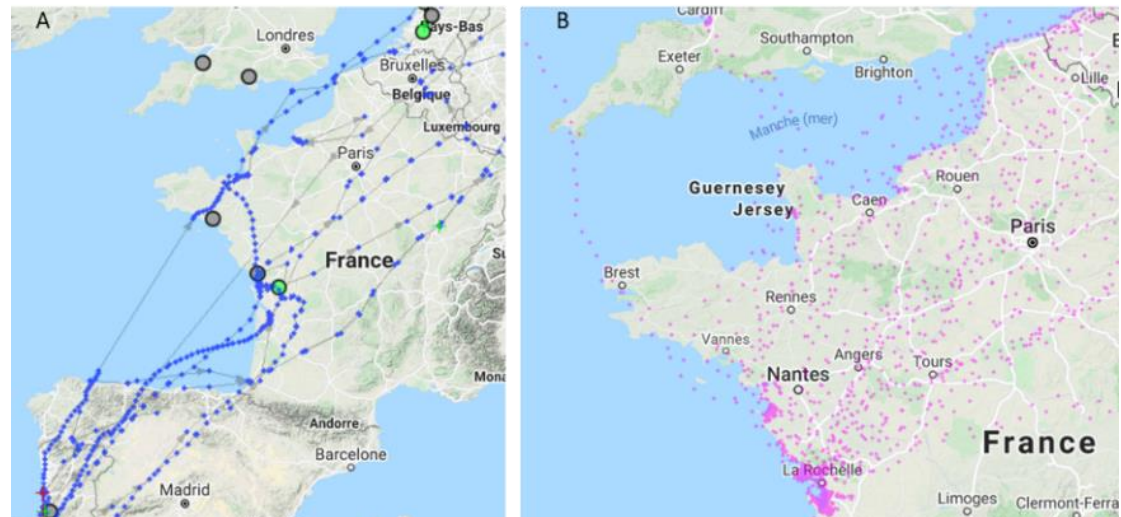 A
Londres
Pays-Bas
Bruxelles
Belgique
Luxembourg
Paris
France
Su
Mona
Andorre
Barcelone
Madrid
B
Cardiff
Southampton
Exeter
Brighton
Lille
Manche (mer)
Guernesey
Jersey
Rouen
Caen
Paris
Brest
Rennes
Vannes
Angers
Tours
Nantes
La Rochelle
France
Limoges
Clermont-Ferra